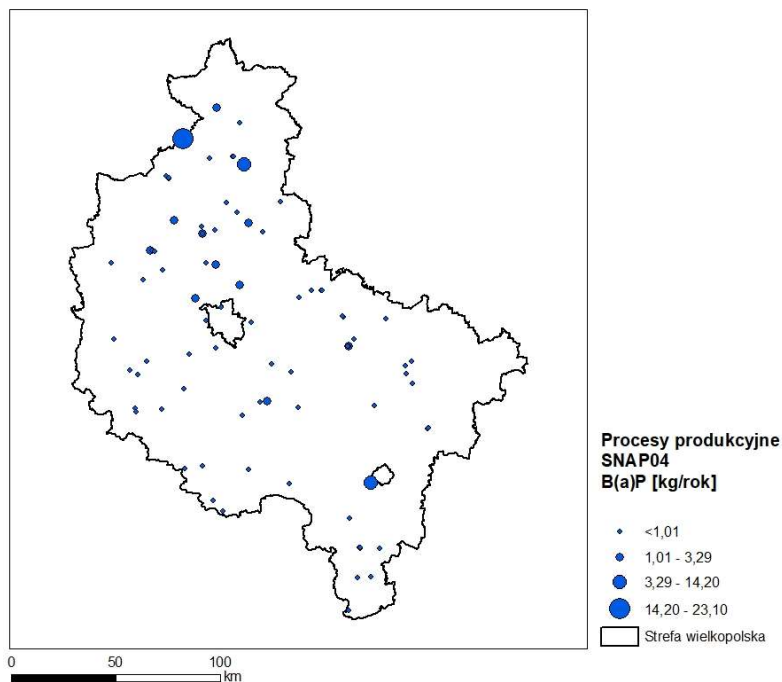 Procesy produkcyjne
SNAP04
B(a)P [kg/rok]
<1,01
1,01 - 3,29
3,29 - 14,20
14,20 - 23,10
Strefa wielkopolska
0 50 100
km